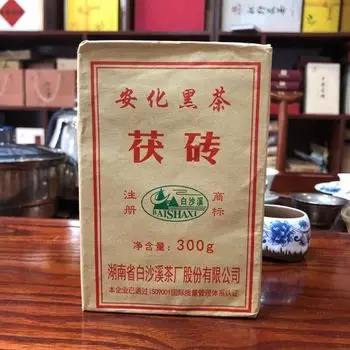 安化黑茶
茯砖
注册 商标
白沙溪
BAISHAXI
净含量：300g
湖南省白沙溪茶厂股份有限公司
本企业已通过ISO9001国际质量管理体系认证